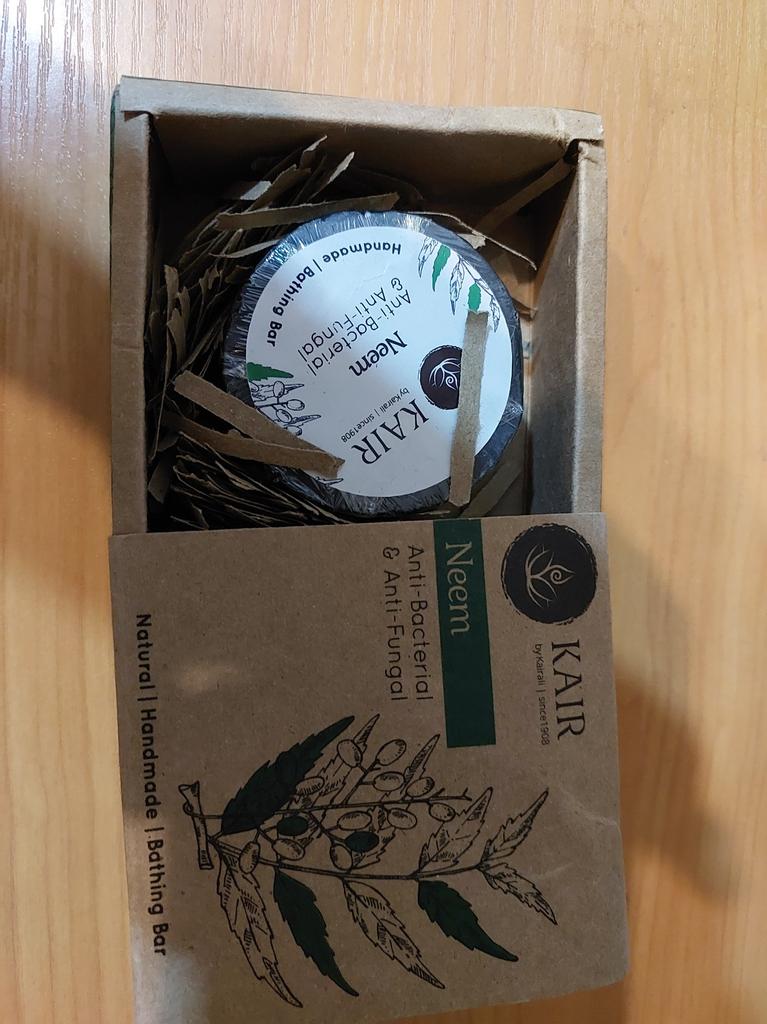 KAIR
by Kairali | since1908
Neem
Anti-Bacterial
& Anti-Fungal
Handmade | Bathing Bar
KAIR
by Kairali | since1908
Neem
Anti-Bacterial
& Anti-Fungal
Natural | Handmade | Bathing Bar